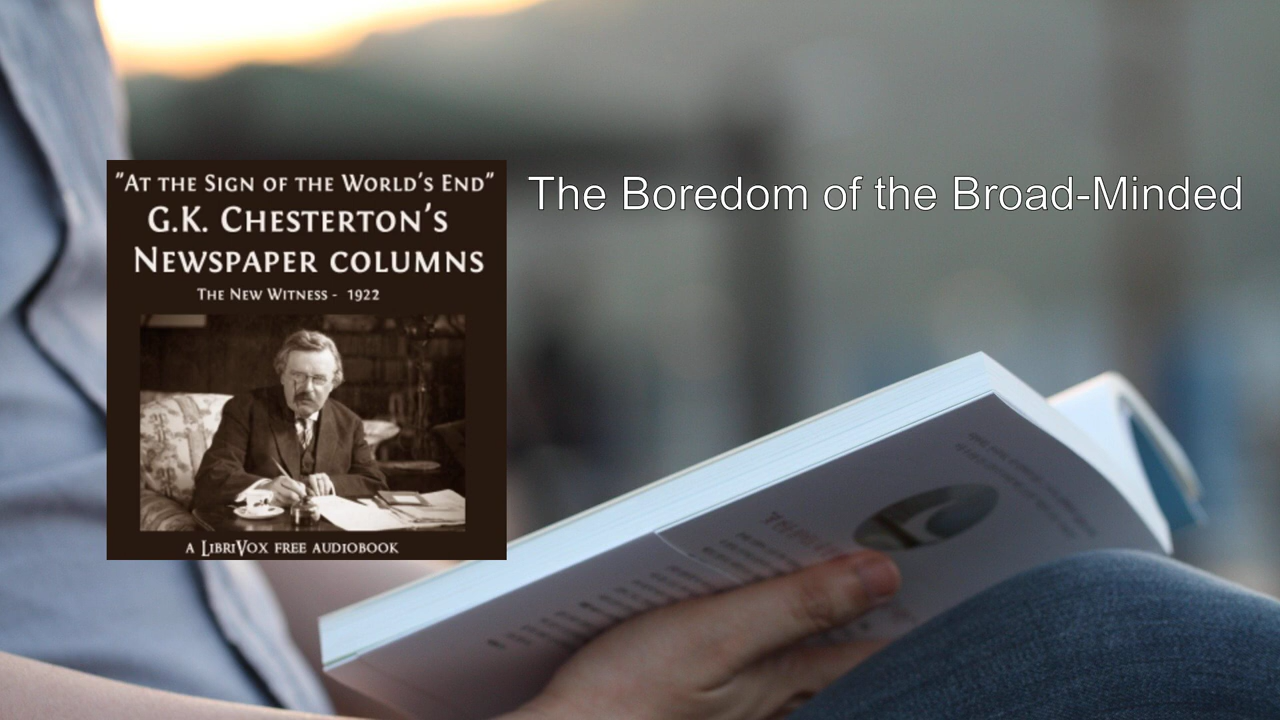 "At the Sign of the World's End"
G.K. Chesterton's
Newspaper columns
The New Witness - 1922
a LibriVox free audiobook
The Boredom of the Broad-Minded